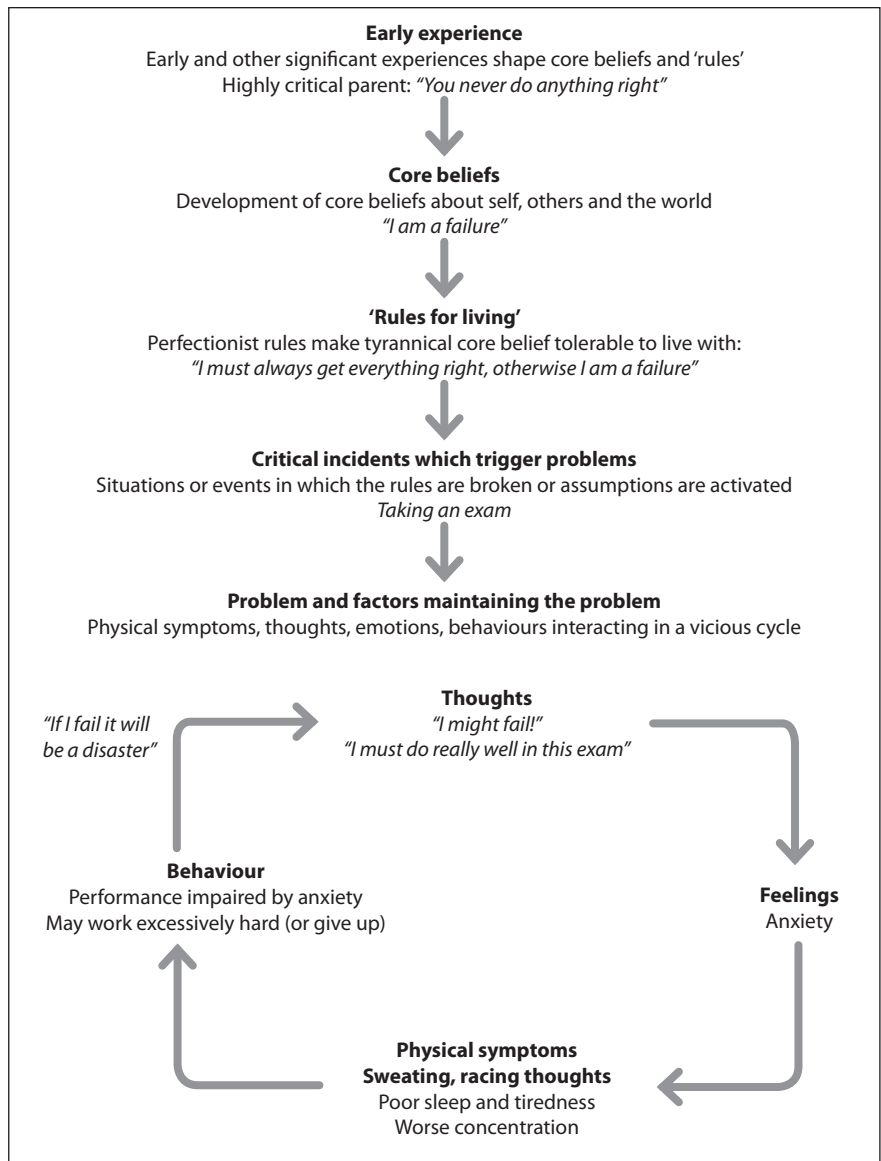 Early experience
Early and other significant experiences shape core beliefs and ‘rules’
Highly critical parent: “You never do anything right”
Core beliefs
Development of core beliefs about self, others and the world
“I am a failure”
‘Rules for living’
Perfectionist rules make tyrannical core belief tolerable to live with:
“I must always get everything right, otherwise I am a failure”
Critical incidents which trigger problems
Situations or events in which the rules are broken or assumptions are activated
Taking an exam
Problem and factors maintaining the problem
Physical symptoms, thoughts, emotions, behaviours interacting in a vicious cycle
“If I fail it will
be a disaster”
Thoughts
“I might fail!”
“I must do really well in this exam”
Behaviour
Performance impaired by anxiety
May work excessively hard (or give up)
Feelings
Anxiety
Physical symptoms
Sweating, racing thoughts
Poor sleep and tiredness
Worse concentration